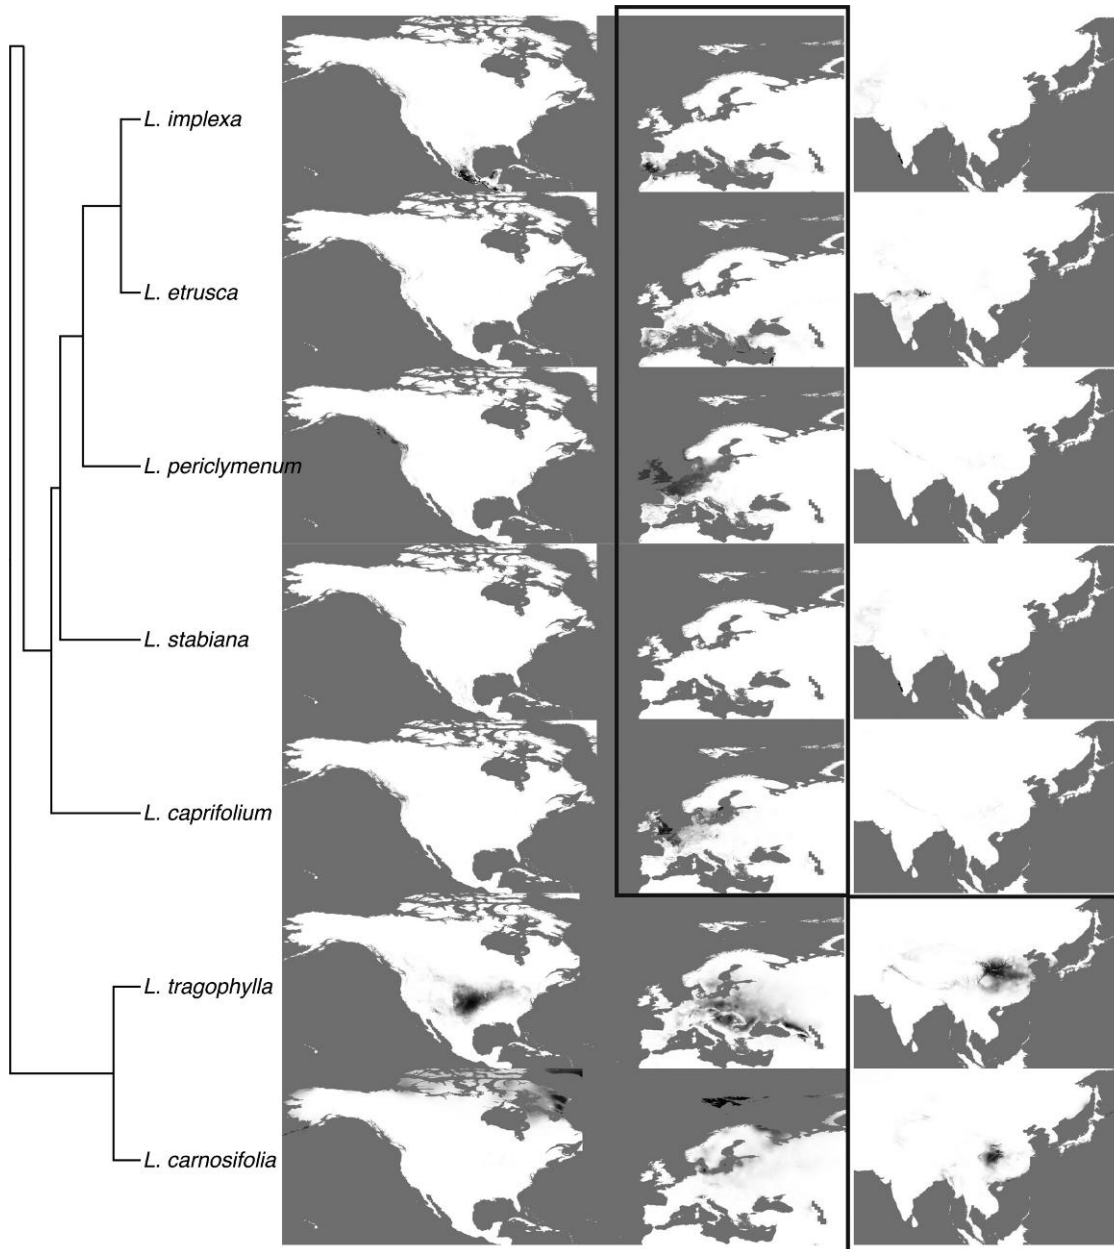 L. implexa
L. etrusca
L. periclymenum
L. stabiana
L. caprifolium
L. tragophylla
L. carnosifolia